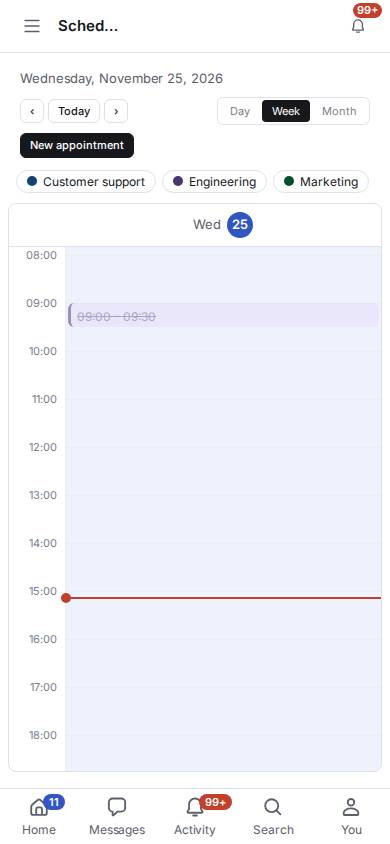 Sched...
99+
Wednesday, November 25, 2026
‹ Today ›
Day Week Month
New appointment
Customer support Engineering Marketing
Wed 25
08:00
09:00
09:00 – 09:30
10:00
11:00
12:00
13:00
14:00
15:00
16:00
17:00
18:00
11 99+
Home Messages Activity Search You